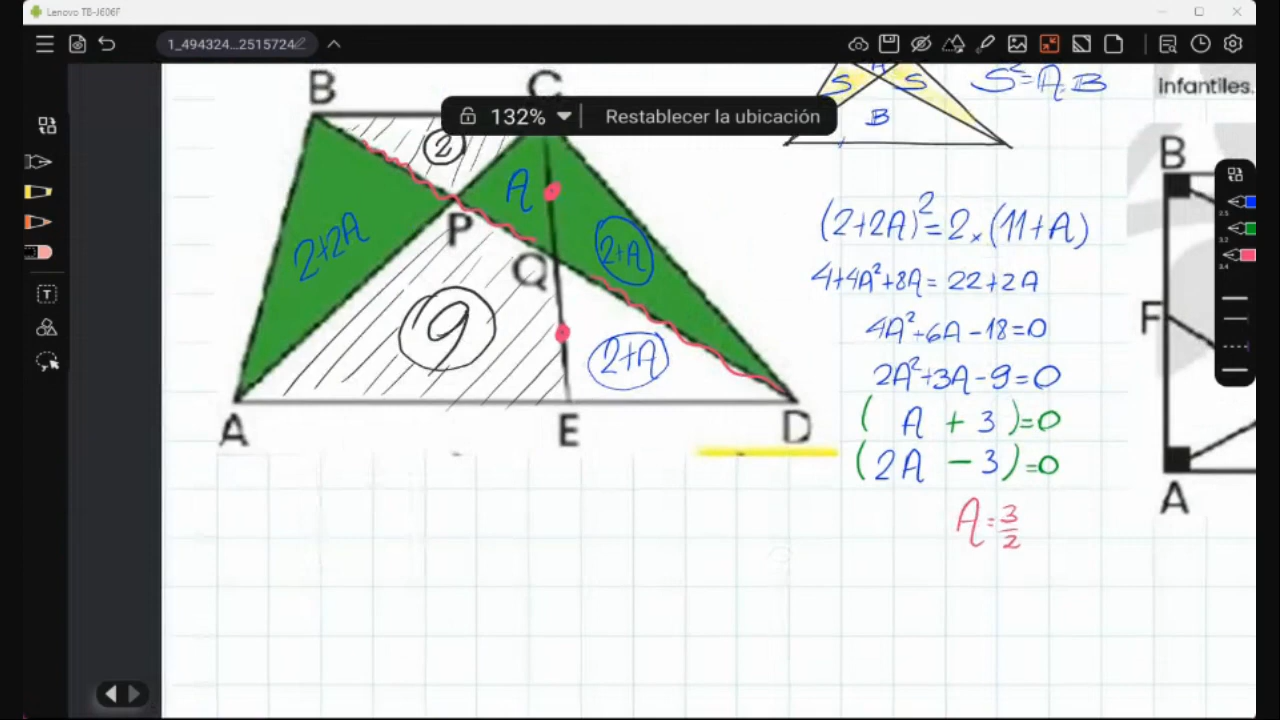 Lenovo TB-J606F
1_494324...2515724
132%
Restablecer la ubicación
B
C
2
A
2+2A
P
Q
2+A
9
2+A
A
E
D
S
A
S
B
S²=A.B
(2+2A)²=2×(11+A)
4+4A²+8A=22+2A
4A²+6A-18=0
2A²+3A-9=0
(A+3)=0
(2A-3)=0
A=3/2
infantiles.
B
F
A